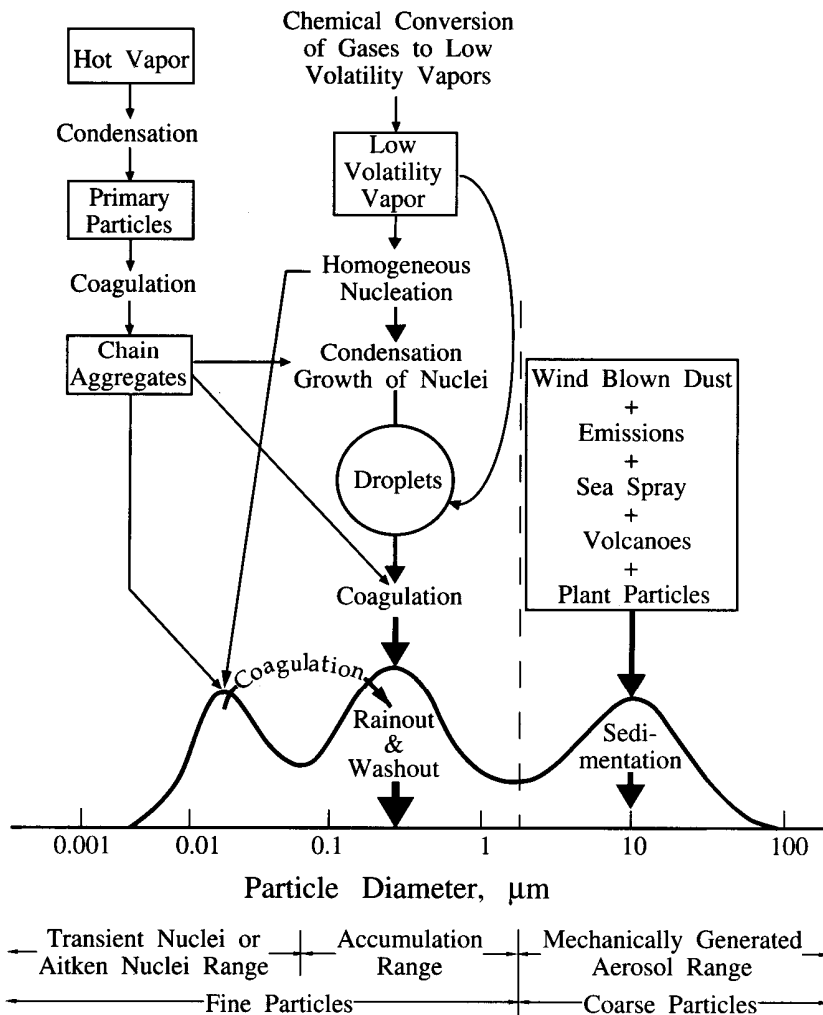 Hot Vapor
Condensation
Primary
Particles
Coagulation
Chain
Aggregates
Chemical Conversion
of Gases to Low
Volatility Vapors
Low
Volatility
Vapor
Homogeneous
Nucleation
Condensation
Growth of Nuclei
Droplets
Coagulation
Wind Blown Dust
+
Emissions
+
Sea Spray
+
Volcanoes
+
Plant Particles
Coagulation
Rainout
&
Washout
Sedi-
mentation
0.001 0.01 0.1 1 10 100
Particle Diameter, μm
Transient Nuclei or
Aitken Nuclei Range
Accumulation
Range
Mechanically Generated
Aerosol Range
Fine Particles
Coarse Particles